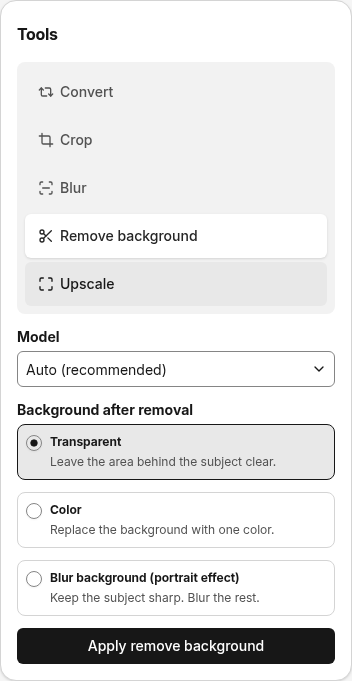 Tools
Convert
Crop
Blur
Remove background
Upscale
Model
Auto (recommended)
Background after removal
Transparent
Leave the area behind the subject clear.
Color
Replace the background with one color.
Blur background (portrait effect)
Keep the subject sharp. Blur the rest.
Apply remove background